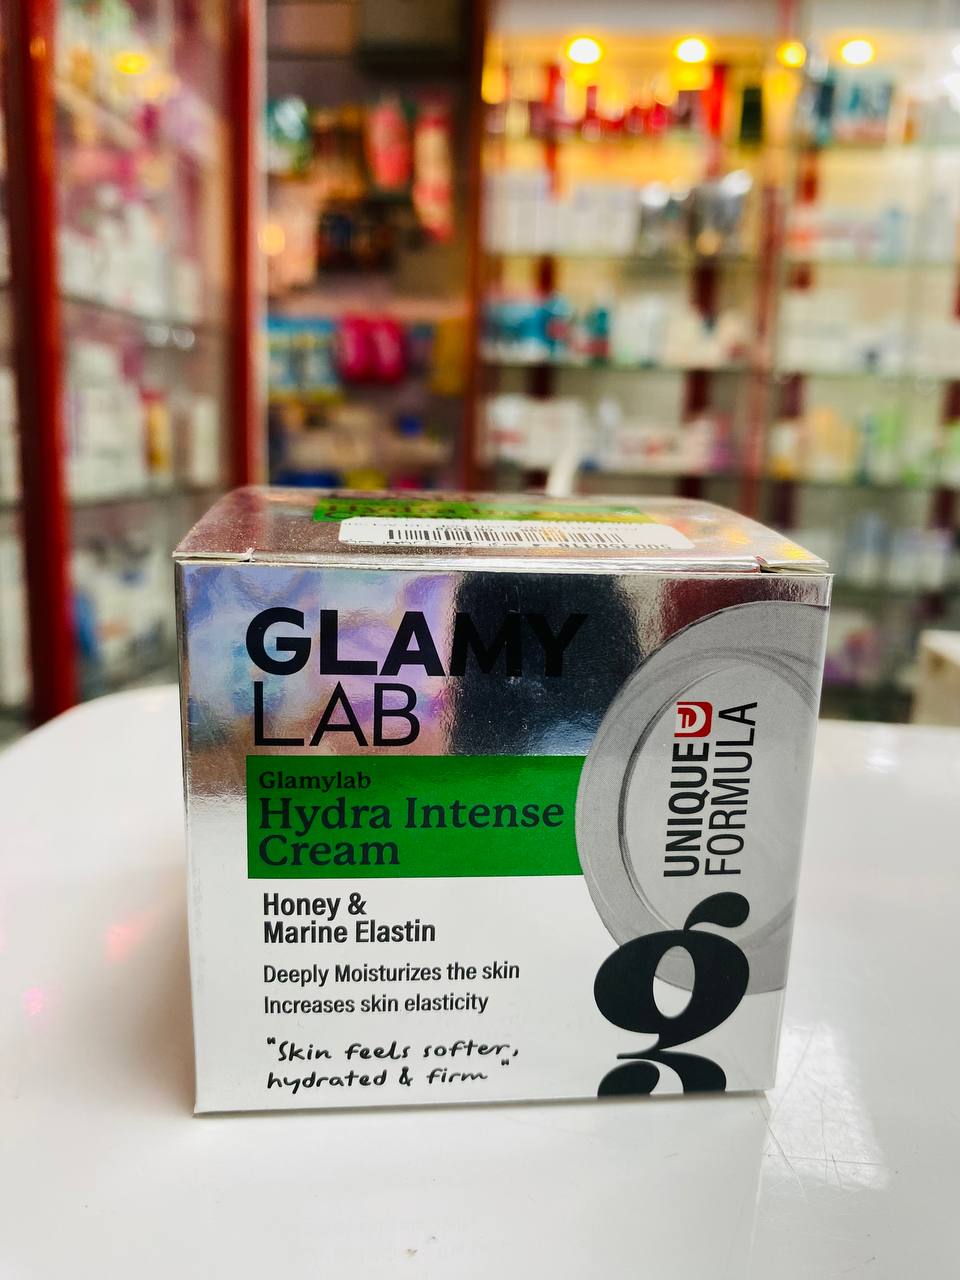 GLAMY
LAB
Glamylab
Hydra Intense
Cream
Honey &
Marine Elastin
Deeply Moisturizes the skin
Increases skin elasticity
"Skin feels softer,
hydrated & firm"
UNIQUE
FORMULA
g